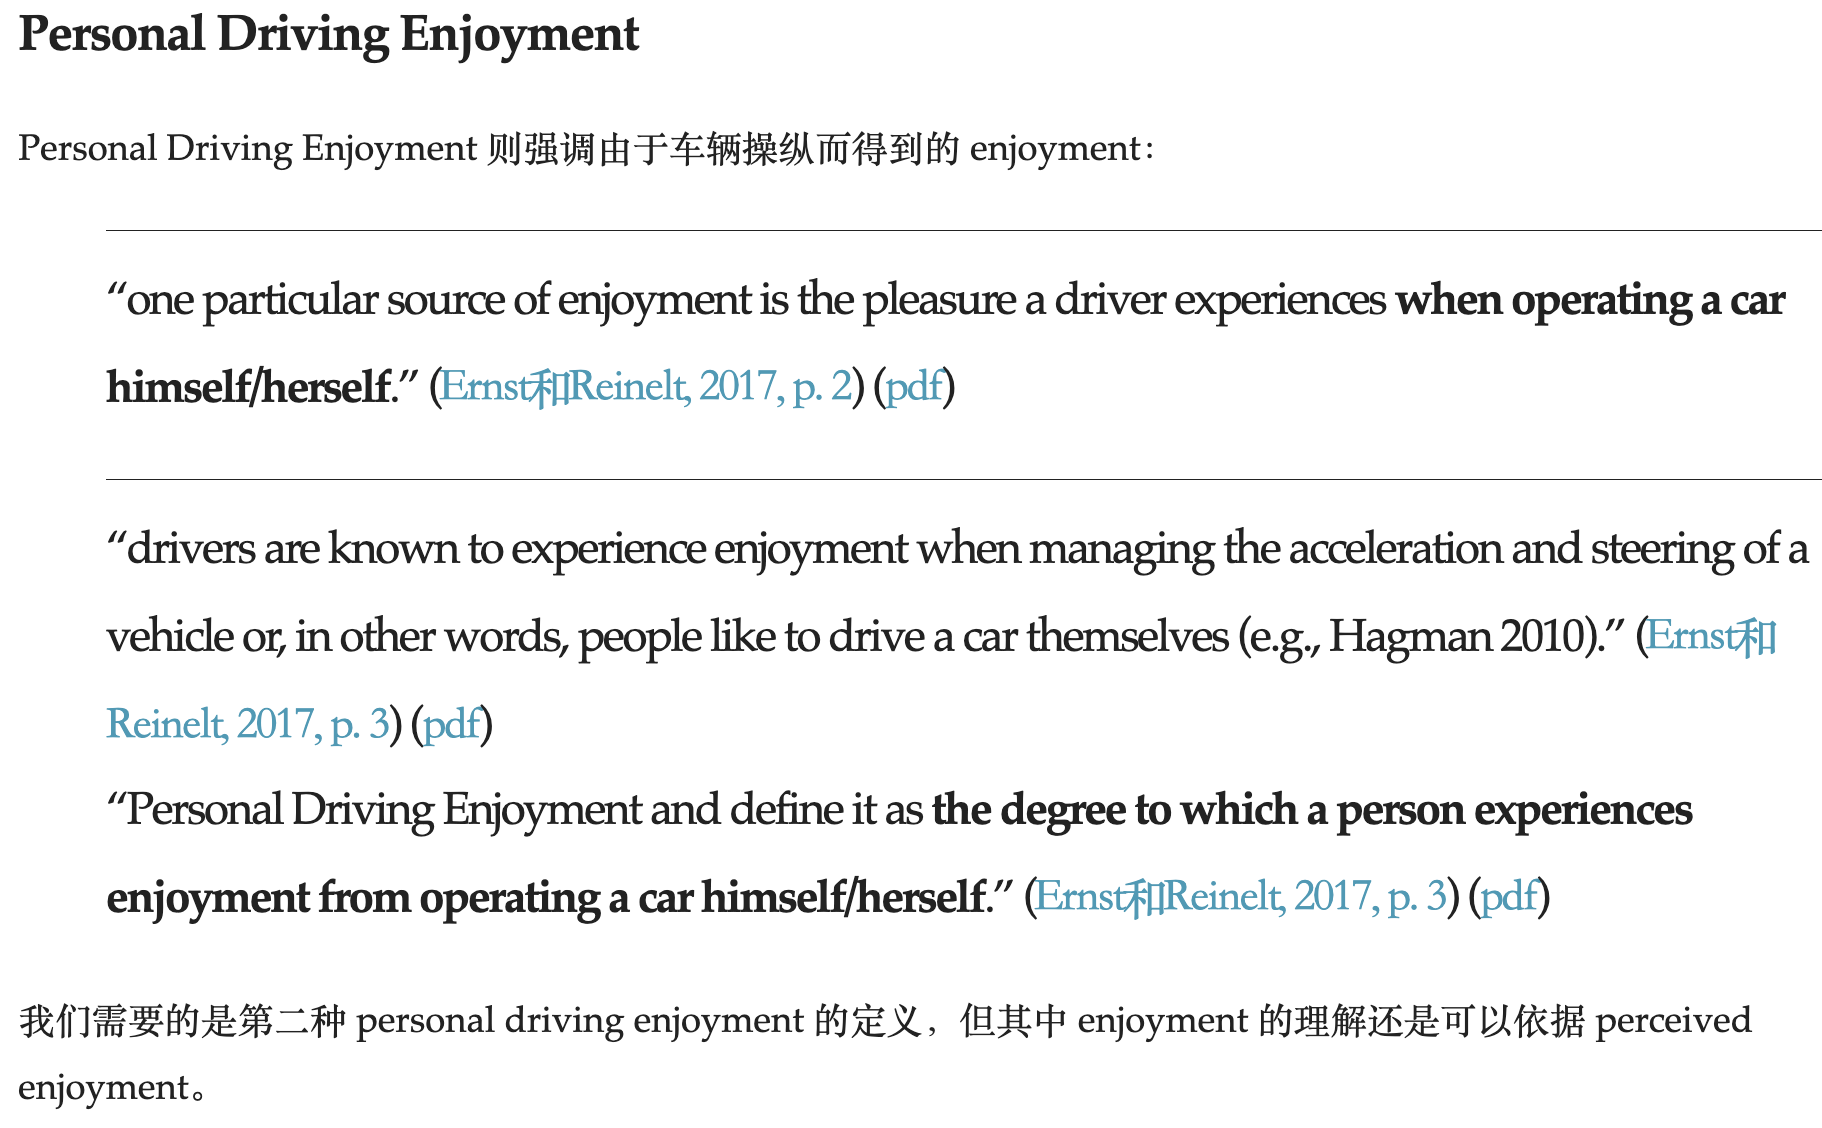 Personal Driving Enjoyment
Personal Driving Enjoyment 则强调由于车辆操纵而得到的 enjoyment：
“one particular source of enjoyment is the pleasure a driver experiences when operating a car
himself/herself.” (Ernst和Reinelt, 2017, p. 2) (pdf)
“drivers are known to experience enjoyment when managing the acceleration and steering of a
vehicle or, in other words, people like to drive a car themselves (e.g., Hagman 2010).” (Ernst和
Reinelt, 2017, p. 3) (pdf)
“Personal Driving Enjoyment and define it as the degree to which a person experiences
enjoyment from operating a car himself/herself.” (Ernst和Reinelt, 2017, p. 3) (pdf)
我们需要的是第二种 personal driving enjoyment 的定义，但其中 enjoyment 的理解还是可以依据 perceived
enjoyment。